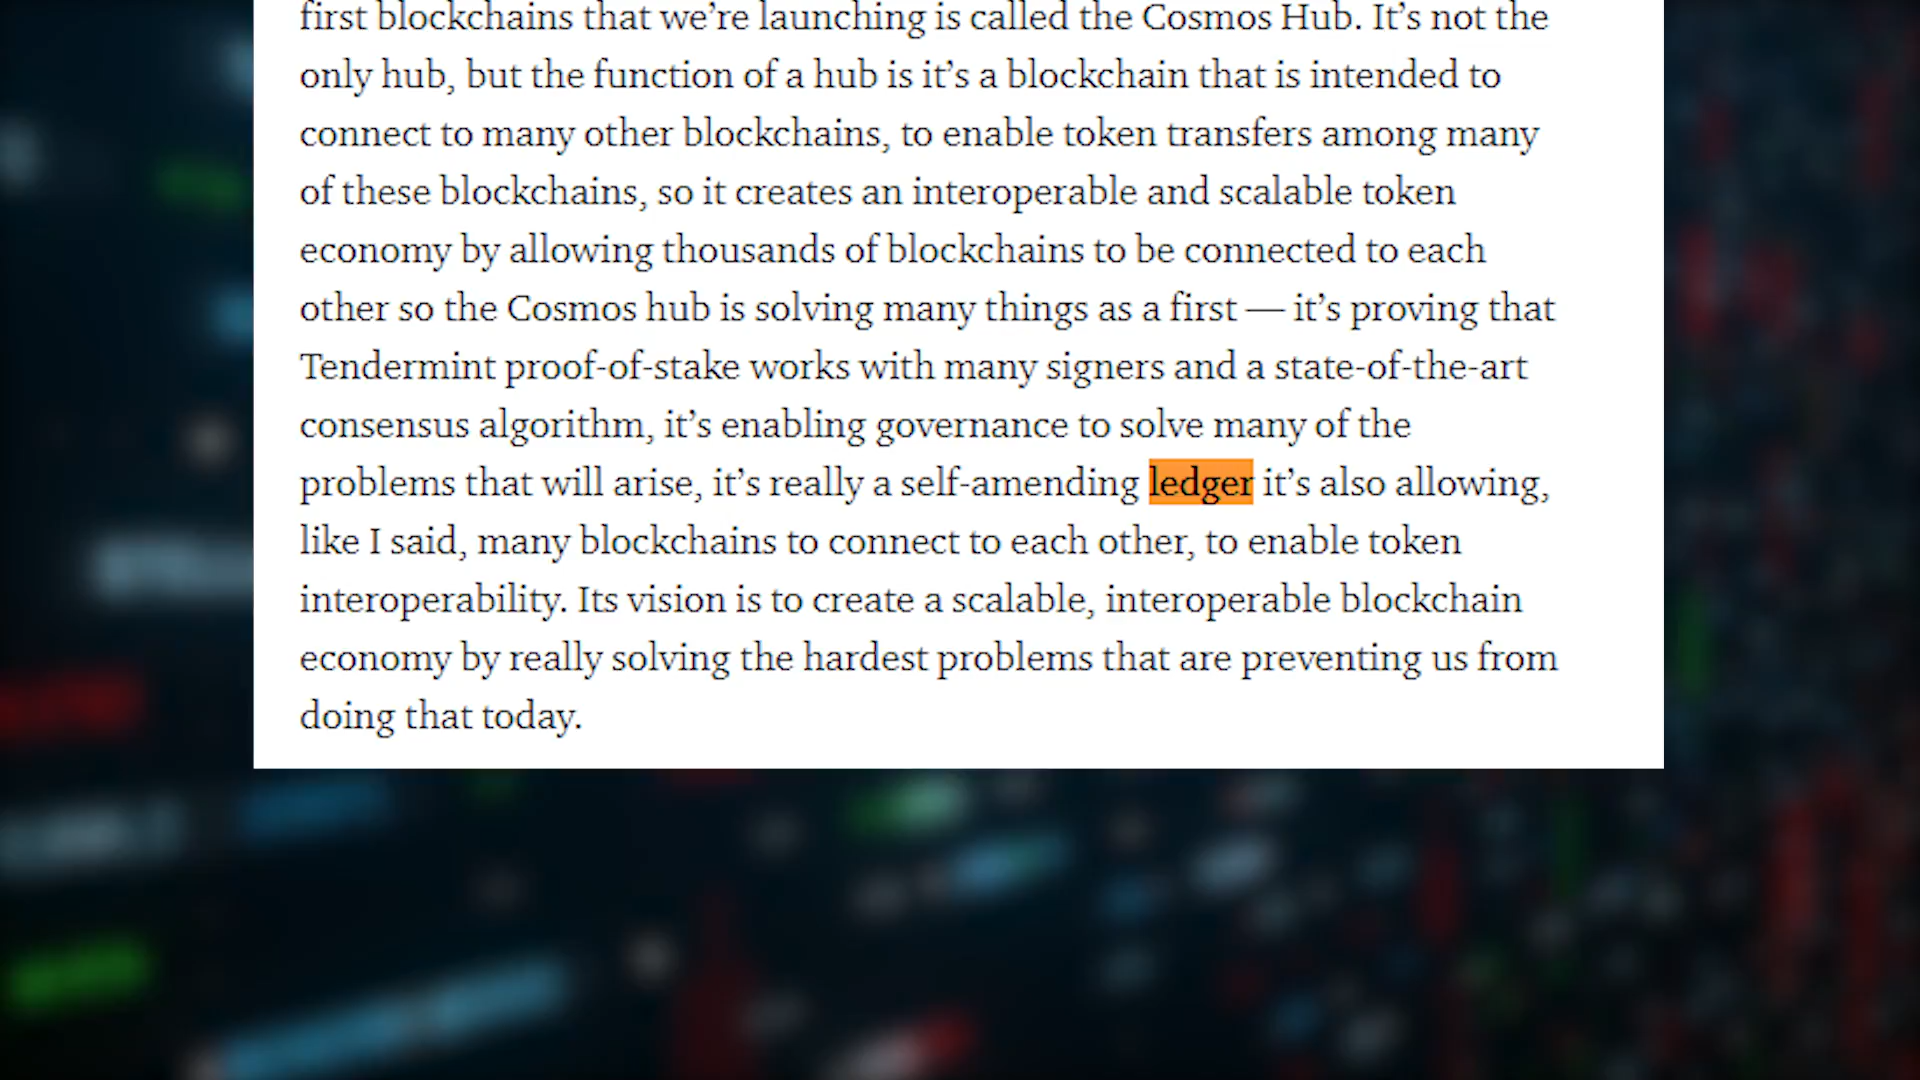 first blockchains that we’re launching is called the Cosmos Hub. It’s not the
only hub, but the function of a hub is it’s a blockchain that is intended to
connect to many other blockchains, to enable token transfers among many
of these blockchains, so it creates an interoperable and scalable token
economy by allowing thousands of blockchains to be connected to each
other so the Cosmos hub is solving many things as a first — it’s proving that
Tendermint proof-of-stake works with many signers and a state-of-the-art
consensus algorithm, it’s enabling governance to solve many of the
problems that will arise, it’s really a self-amending ledger it’s also allowing,
like I said, many blockchains to connect to each other, to enable token
interoperability. Its vision is to create a scalable, interoperable blockchain
economy by really solving the hardest problems that are preventing us from
doing that today.